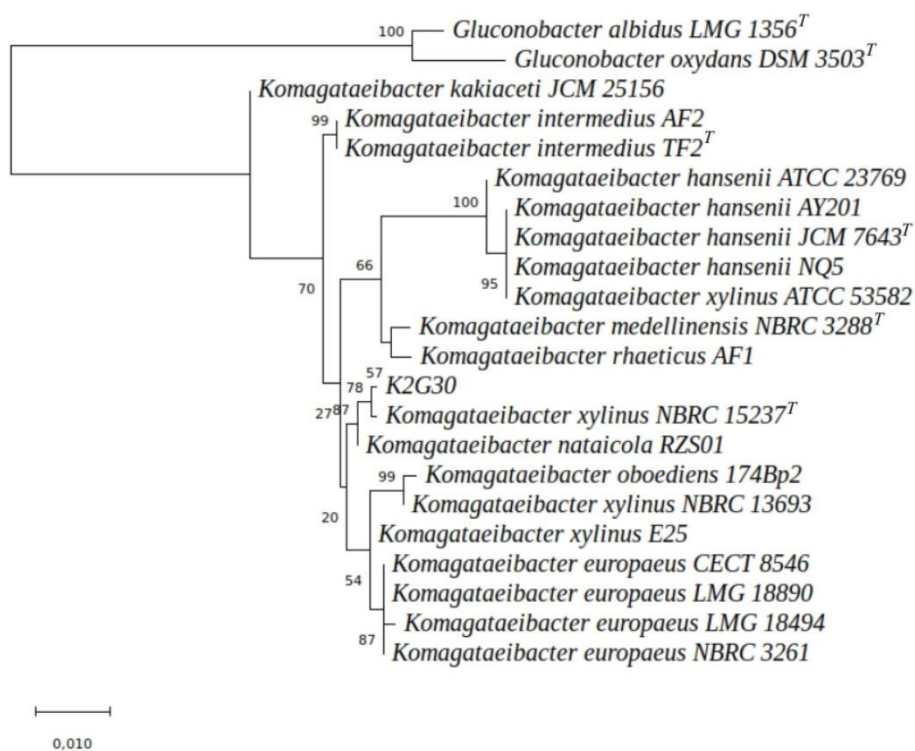 100 Gluconobacter albidus LMG 1356T
Gluconobacter oxydans DSM 3503T
Komagataeibacter kakiaceti JCM 25156
99 Komagataeibacter intermedius AF2
Komagataeibacter intermedius TF2T
Komagataeibacter hansenii ATCC 23769
100 Komagataeibacter hansenii AY201
Komagataeibacter hansenii JCM 7643T
66 Komagataeibacter hansenii NQ5
70 95 Komagataeibacter xylinus ATCC 53582
Komagataeibacter medellinensis NBRC 3288T
Komagataeibacter rhaeticus AF1
57
78 K2G30
27 87 Komagataeibacter xylinus NBRC 15237T
Komagataeibacter nataicola RZS01
99 Komagataeibacter oboediens 174Bp2
Komagataeibacter xylinus NBRC 13693
20
Komagataeibacter xylinus E25
Komagataeibacter europaeus CECT 8546
54 Komagataeibacter europaeus LMG 18890
Komagataeibacter europaeus LMG 18494
87 Komagataeibacter europaeus NBRC 3261
0,010